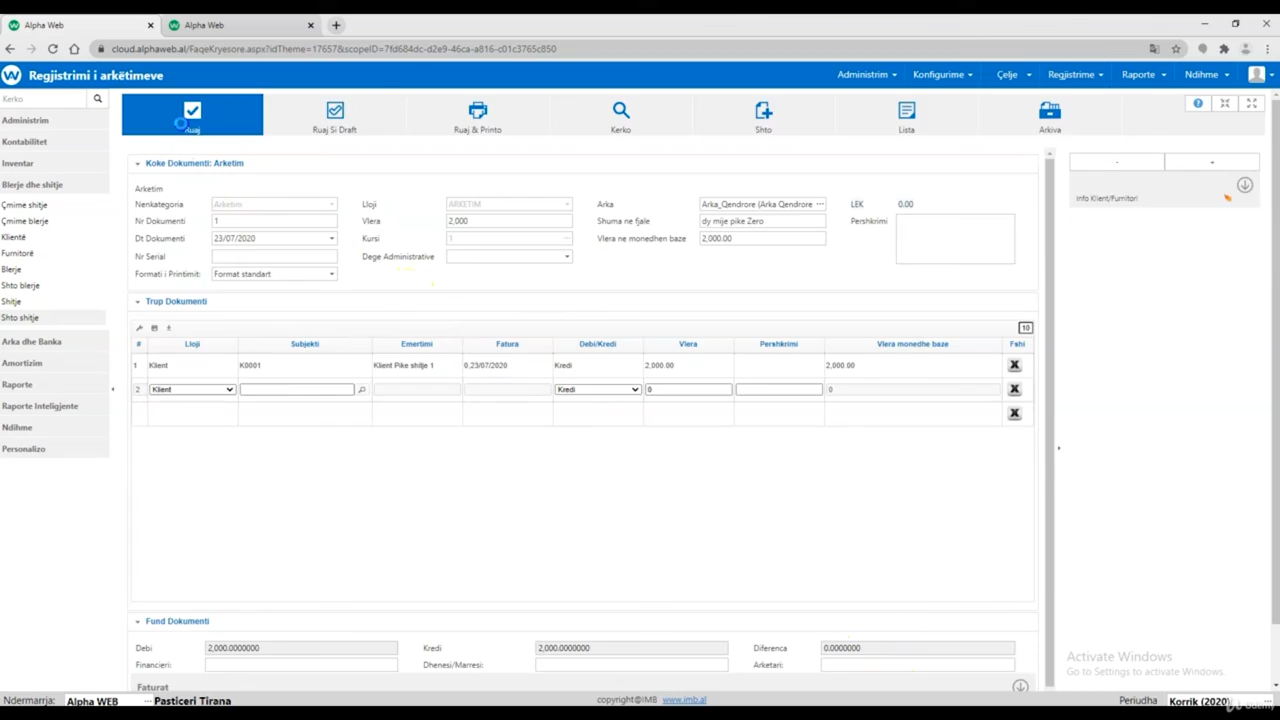 Alpha Web
Alpha Web
cloud.alphaweb.al/FaqeKryesore.aspx?idTheme=17657&scopeID=7fd684dc-d2e9-46ca-a816-c01c3765c850
Regjistrimi i arkëtimeve
Administrim
Konfigurime
Çelje
Regjistrime
Raporte
Ndihme
Kerko
Ruaj
Ruaj Si Draft
Ruaj & Printo
Kerko
Shto
Lista
Arkiva
Administrim
Kontabilitet
Inventar
Blerje dhe shitje
Çmime shitje
Çmime blerje
Klientë
Furnitorë
Blerje
Shto blerje
Shitje
Shto shitje
Arka dhe Banka
Amortizim
Raporte
Raporte Inteligjente
Ndihme
Personalizo
Koke Dokumenti: Arketim
Arketim
Nenkategoria Arketim Lloji ARKETIM Arka Arka_Qendrore (Arka Qendrore LEK 0.00
Nr Dokumenti 1 Vlera 2,000 Shuma ne fjale dy mije pike Zero Pershkrimi
Dt Dokumenti 23/07/2020 Kursi 1 Vlera ne monedhen baze 2,000.00
Nr Serial Dege Administrative
Formati i Printimit: Format standart
Info Klient/Furnitori
Trup Dokumenti
10
# Lloji Subjekti Emertimi Fatura Debi/Kredi Vlera Pershkrimi Vlera monedhe baze Fshi
1 Klient K0001 Klient Pike shitje 1 0,23/07/2020 Kredi 2,000.00 2,000.00 X
2 Klient Kredi 0 0 X
X
Fund Dokumenti
Debi 2,000.0000000 Kredi 2,000.0000000 Diferenca 0.0000000
Financieri: Dhenesi/Marresi: Arketari:
Faturat
Activate Windows
Go to Settings to activate Windows.
Ndermarrja: Alpha WEB Pasticeri Tirana copyright@IMB www.imb.al Periudha Korrik (2020)
Udemy